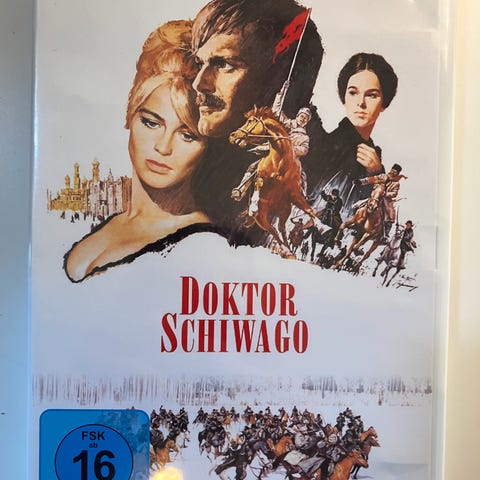 DOKTOR
SCHIWAGO
FSK
ab
16